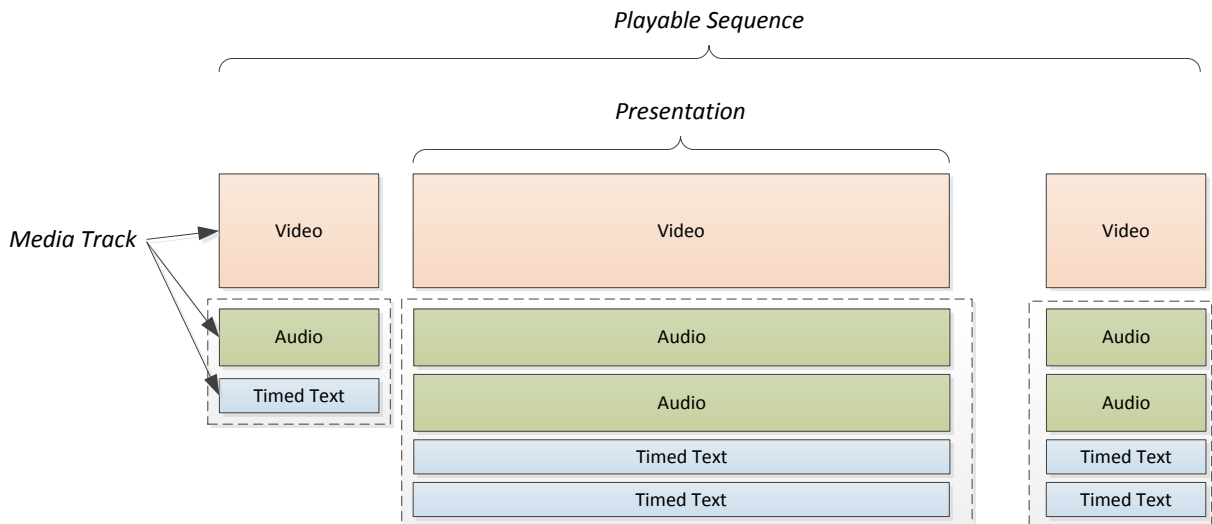 Playable Sequence
Presentation
Media Track
Video
Video
Video
Audio
Audio
Audio
Timed Text
Audio
Audio
Timed Text
Timed Text
Timed Text
Timed Text